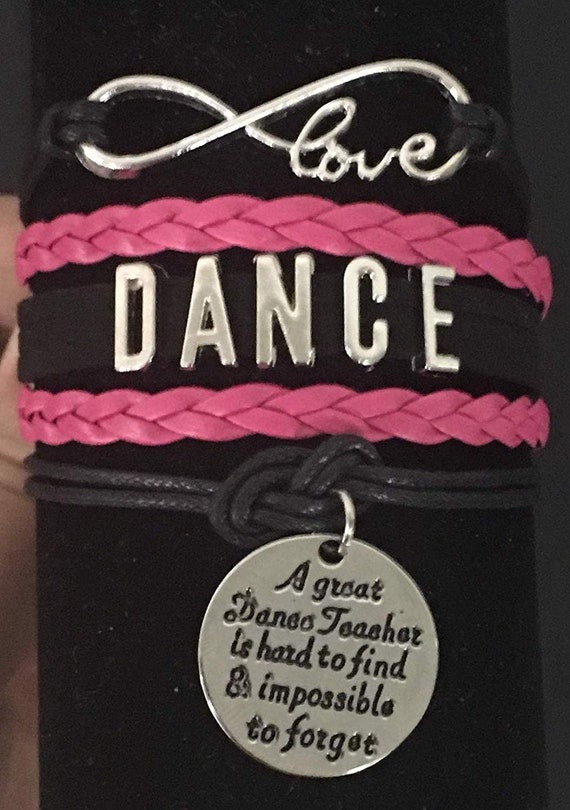 love
DANCE
A great
Dance Teacher
is hard to find
& impossible
to forget